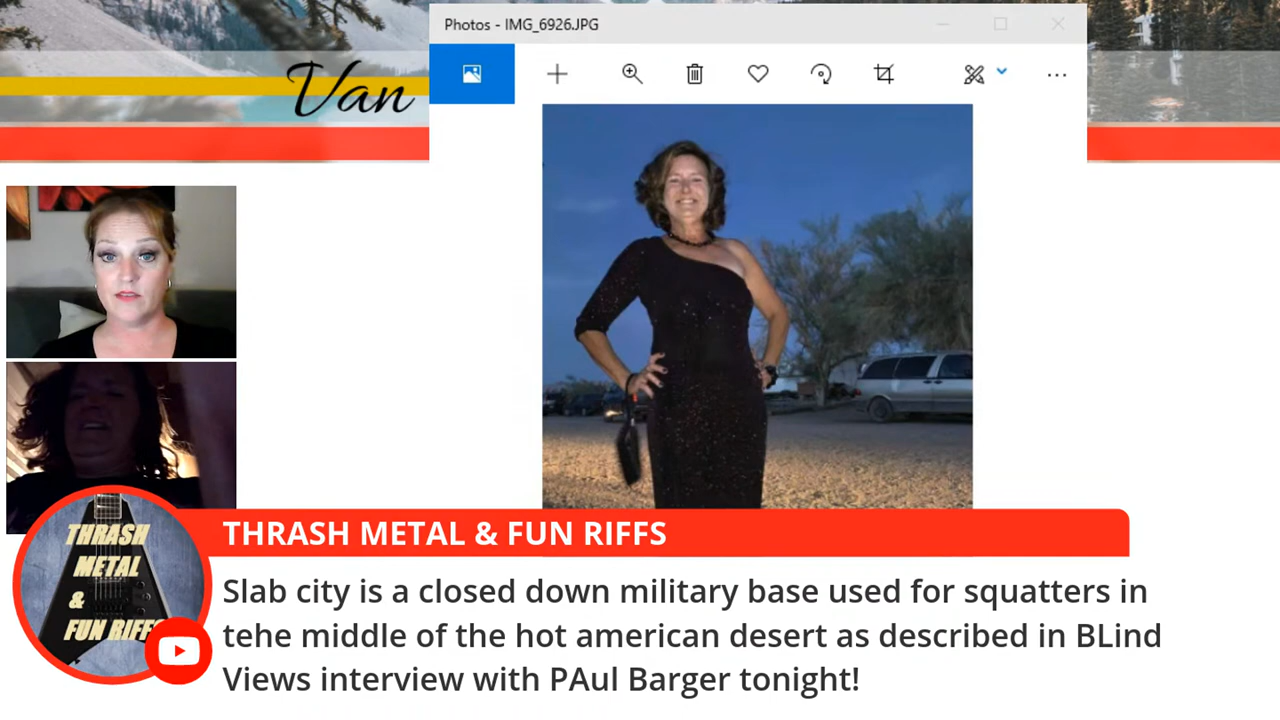 Photos - IMG_6926.JPG
Van
THRASH METAL & FUN RIFFS
THRASH
METAL
&
FUN RIFFS
Slab city is a closed down military base used for squatters in
tehe middle of the hot american desert as described in BLind
Views interview with PAul Barger tonight!